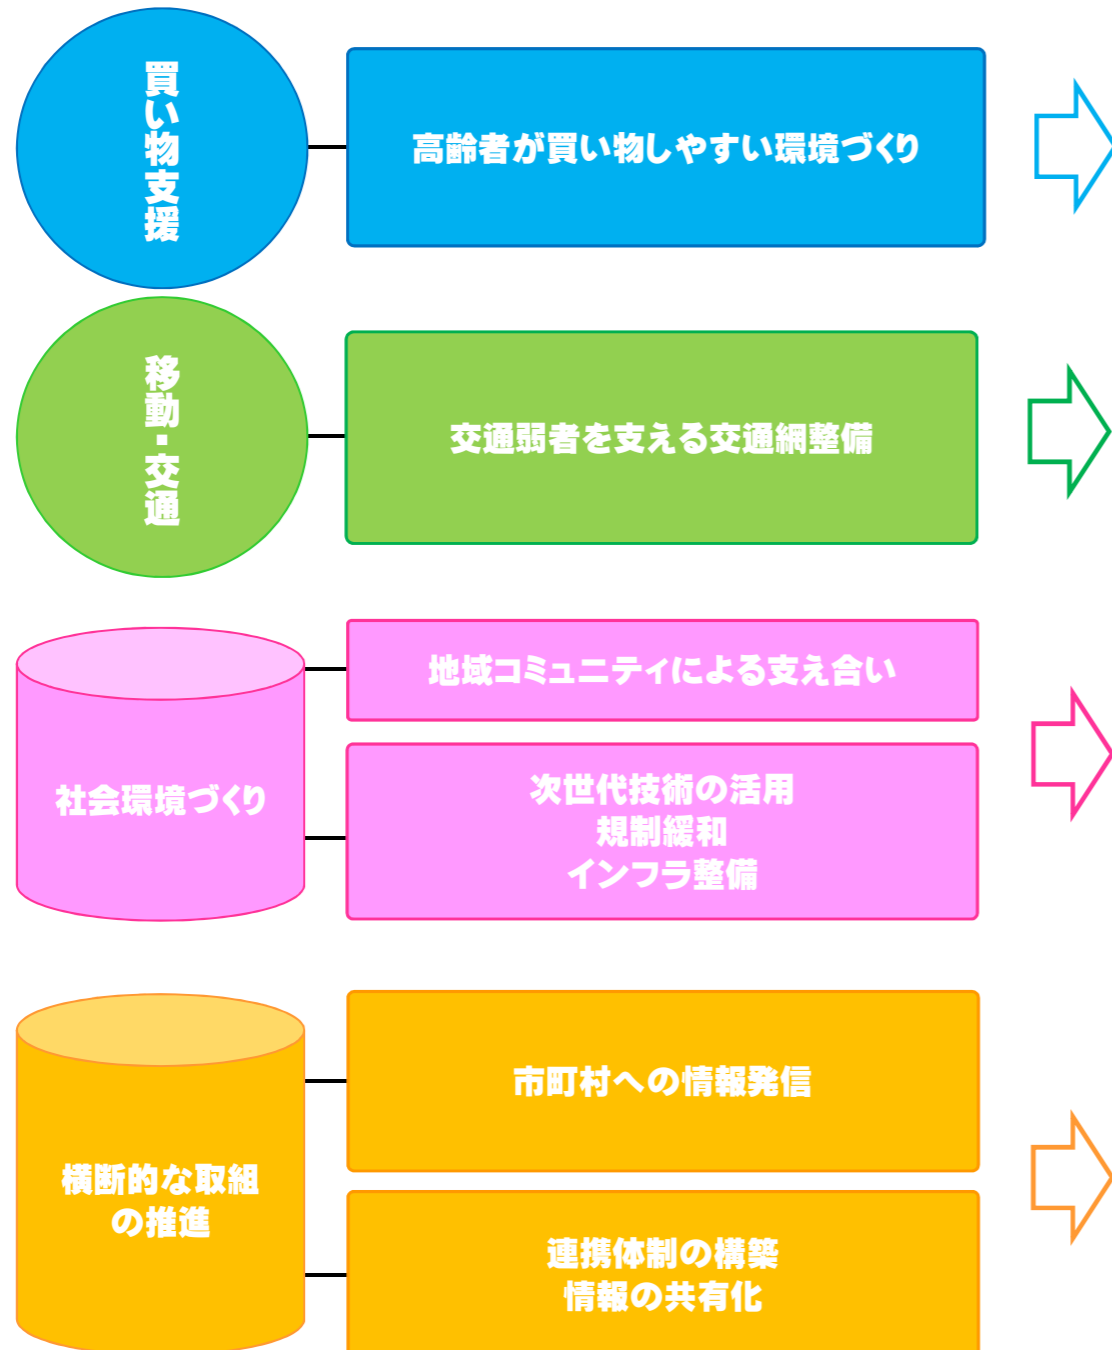 買い物支援
高齢者が買い物しやすい環境づくり
移動・交通
交通弱者を支える交通網整備
社会環境づくり
地域コミュニティによる支え合い
次世代技術の活用
規制緩和
インフラ整備
横断的な取組
の推進
市町村への情報発信
連携体制の構築
情報の共有化